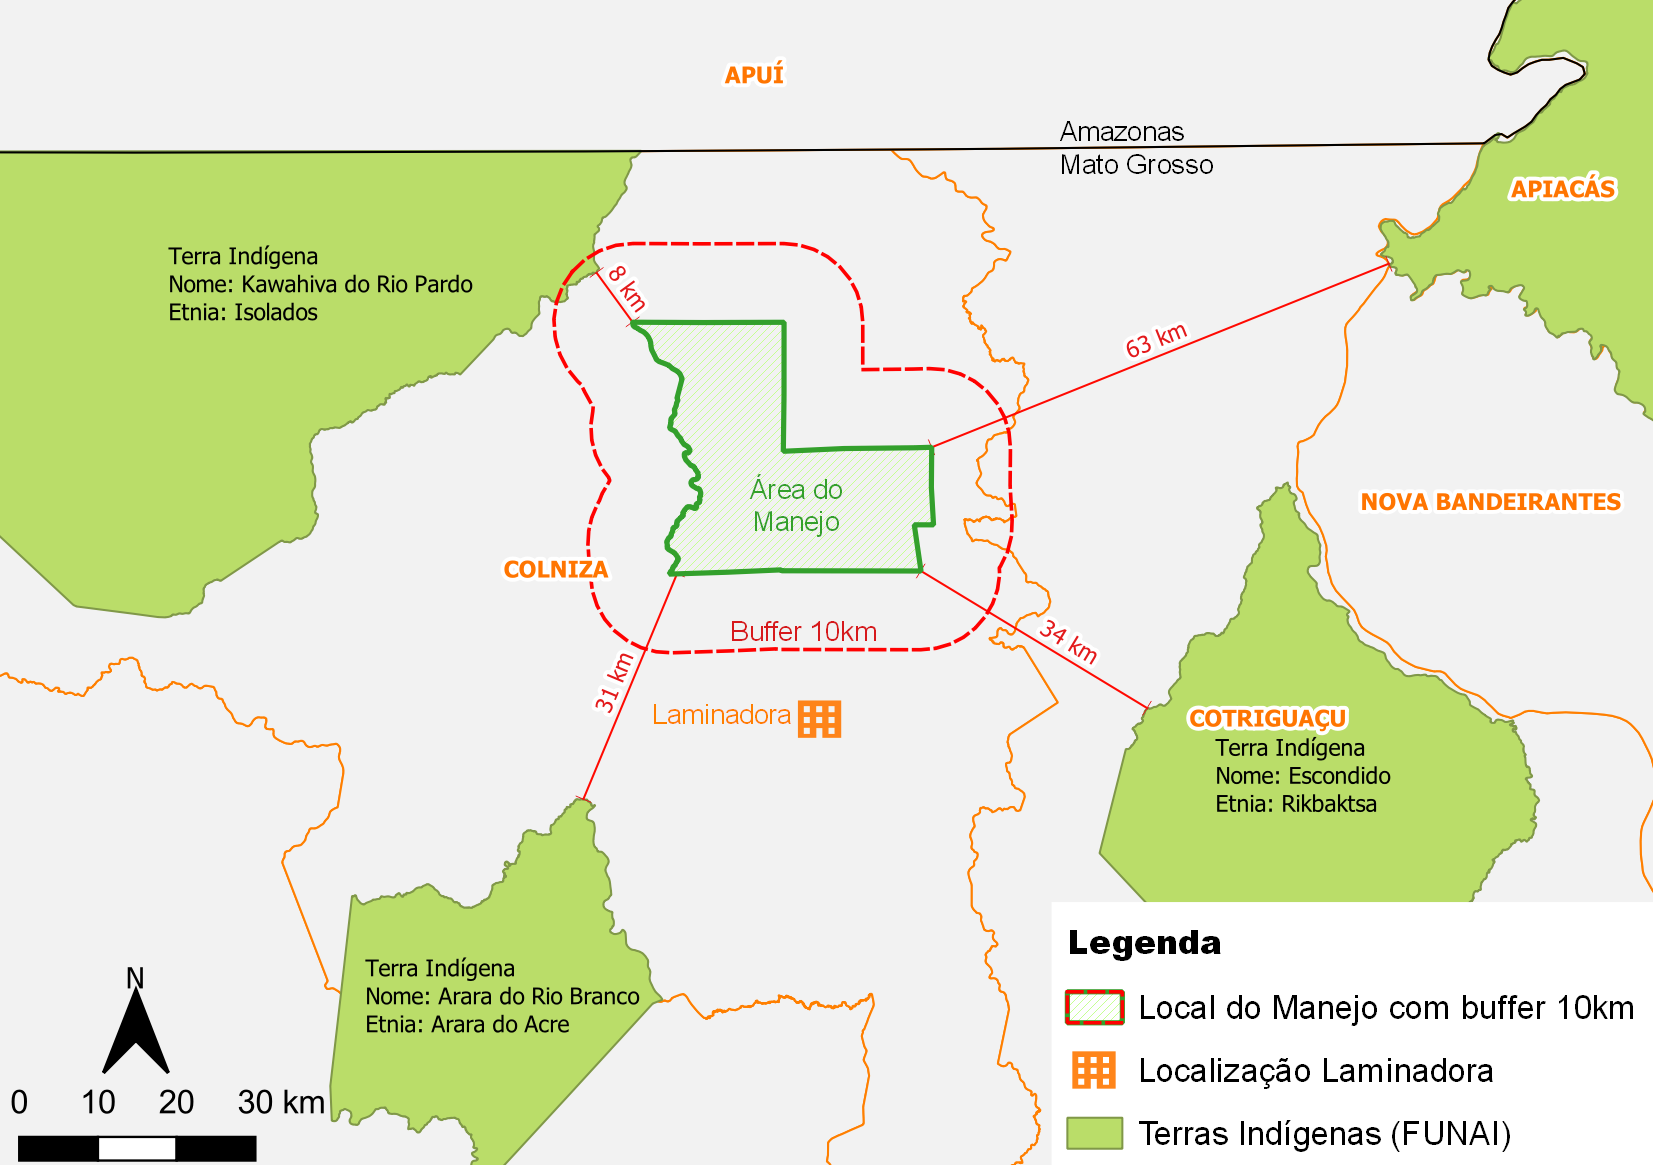 APUÍ
Amazonas
Mato Grosso
APIACÁS
Terra Indígena
Nome: Kawahiva do Rio Pardo
Etnia: Isolados
8 km
63 km
Área do
Manejo
NOVA BANDEIRANTES
COLNIZA
Buffer 10km
34 km
31 km
Laminadora
COTRIGUAÇU
Terra Indígena
Nome: Escondido
Etnia: Rikbaktsa
Terra Indígena
Nome: Arara do Rio Branco
Etnia: Arara do Acre
N
0 10 20 30 km
Legenda
Local do Manejo com buffer 10km
Localização Laminadora
Terras Indígenas (FUNAI)